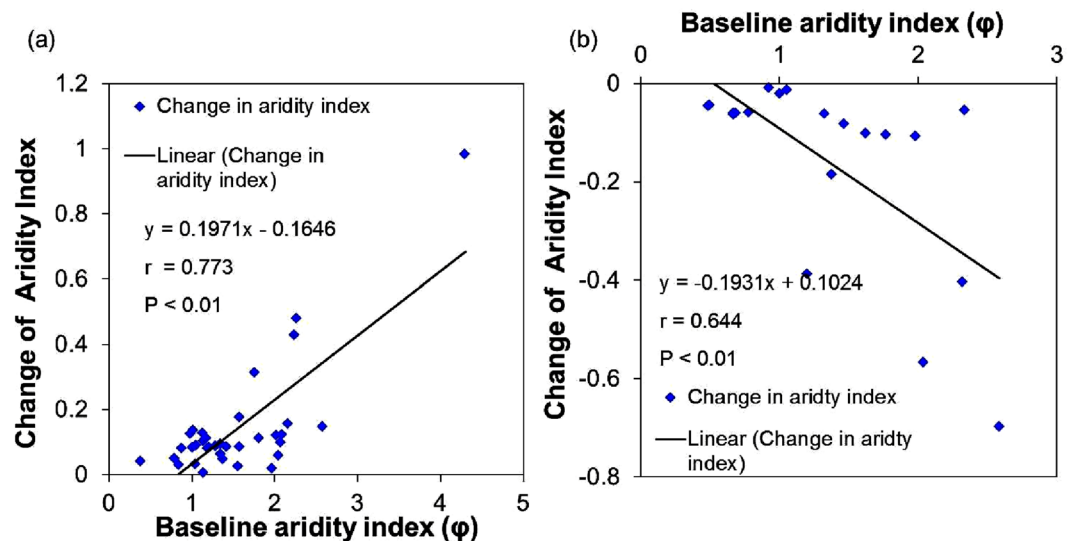 (a)
1.2
1
0.8
0.6
0.4
0.2
0
Change of Aridity Index
Change in aridity index
Linear (Change in
aridity index)
y = 0.1971x - 0.1646
r = 0.773
P < 0.01
0
1
2
3
4
5
Baseline aridity index (φ)
(b)
Baseline aridity index (φ)
0
1
2
3
0
-0.2
-0.4
-0.6
-0.8
Change of Aridity Index
y = -0.1931x + 0.1024
r = 0.644
P < 0.01
Change in aridty index
Linear (Change in aridty
index)